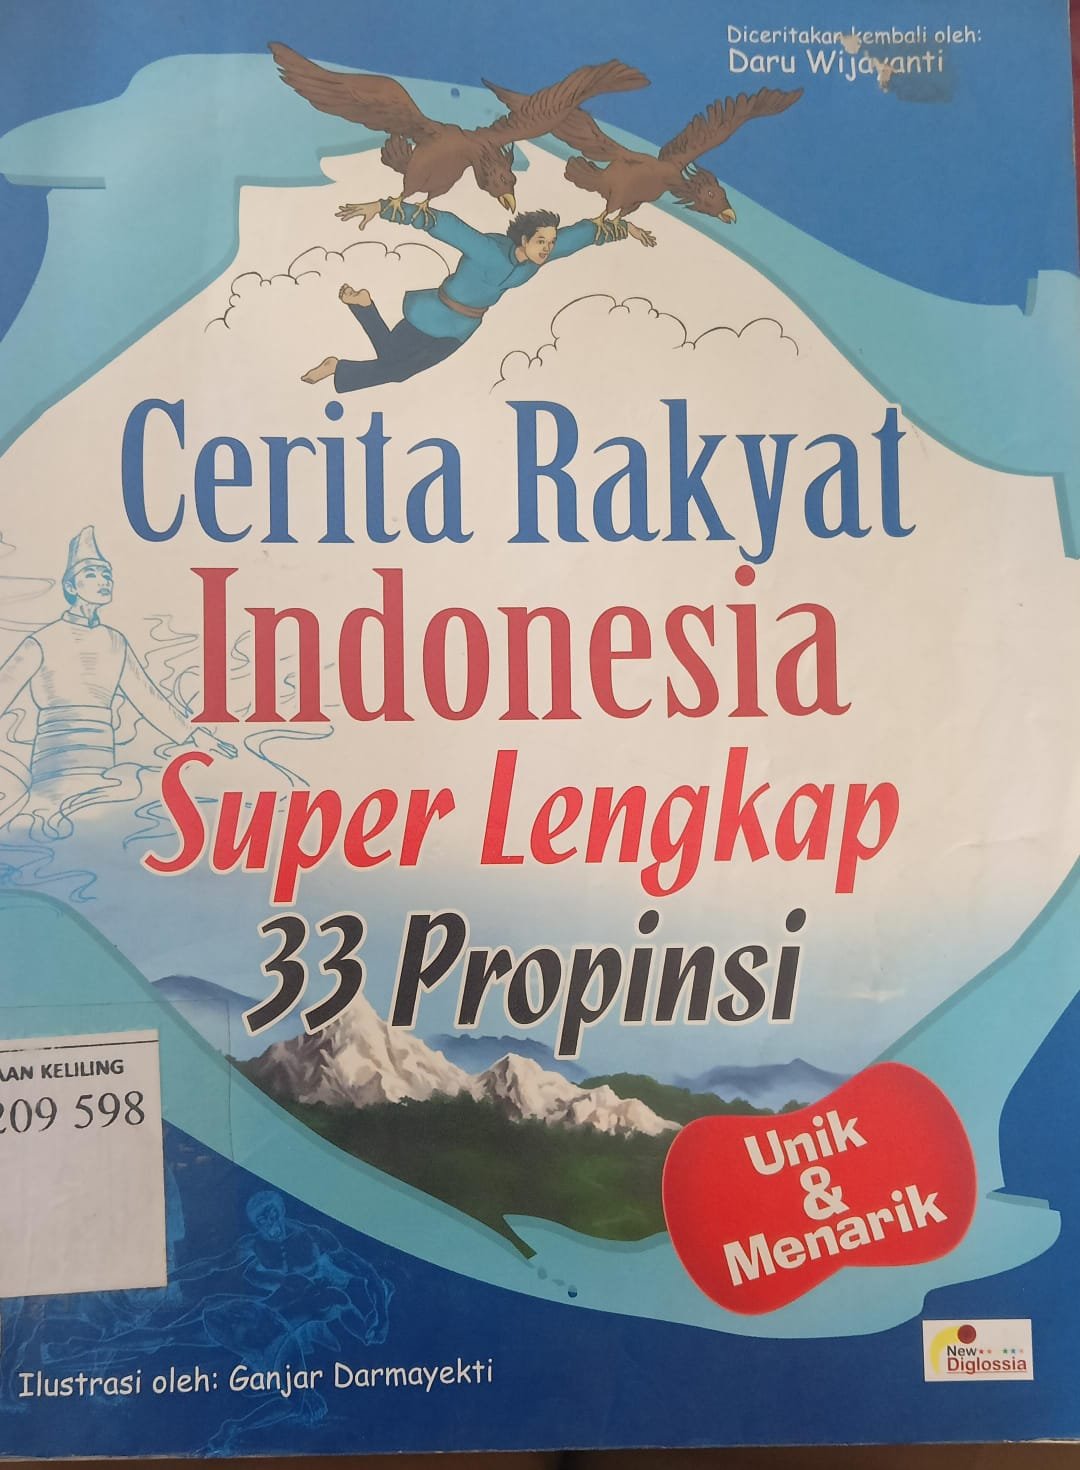 Diceritakan kembali oleh:
Daru Wijayanti
Cerita Rakyat
Indonesia
Super Lengkap
33 Propinsi
KELILING
209 598
Unik
&
Menarik
New
Diglossia
Ilustrasi oleh: Ganjar Darmayekti